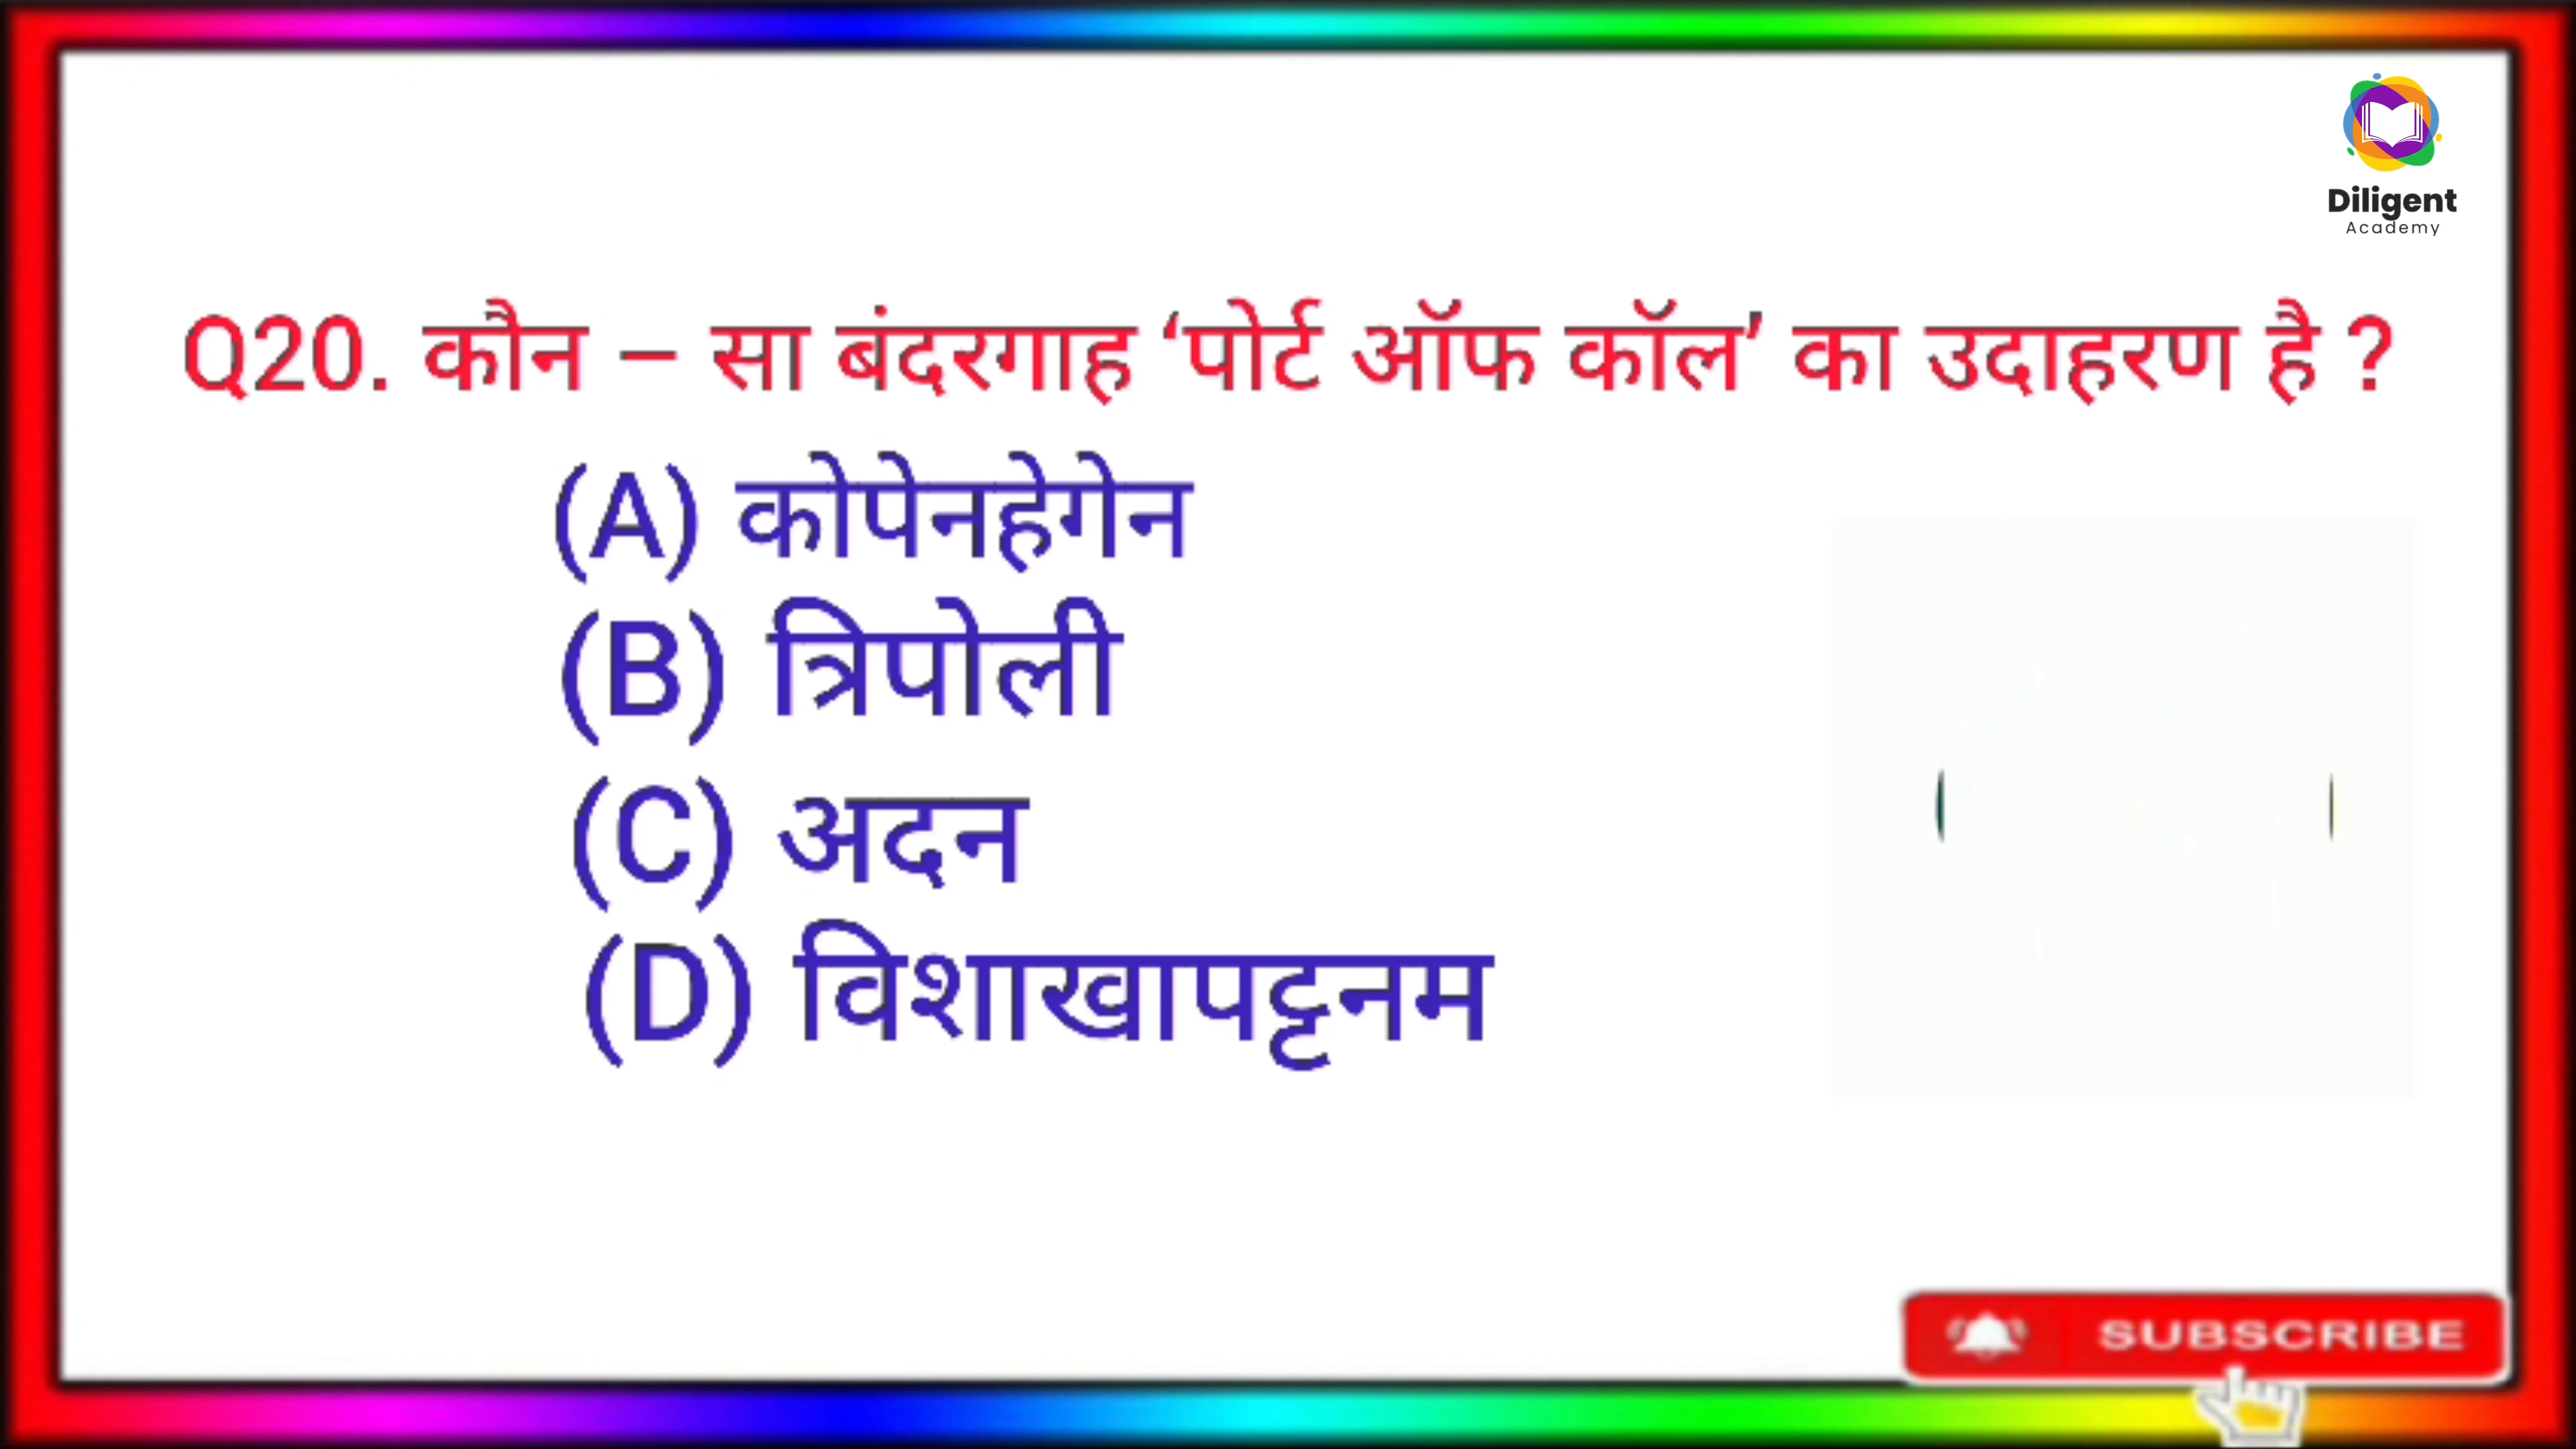 Diligent
Academy
Q20. कौन – सा बंदरगाह ‘पोर्ट ऑफ कॉल’ का उदाहरण है ?
(A) कोपेनहेगेन
(B) त्रिपोली
(C) अदन
(D) विशाखापट्टनम
SUBSCRIBE